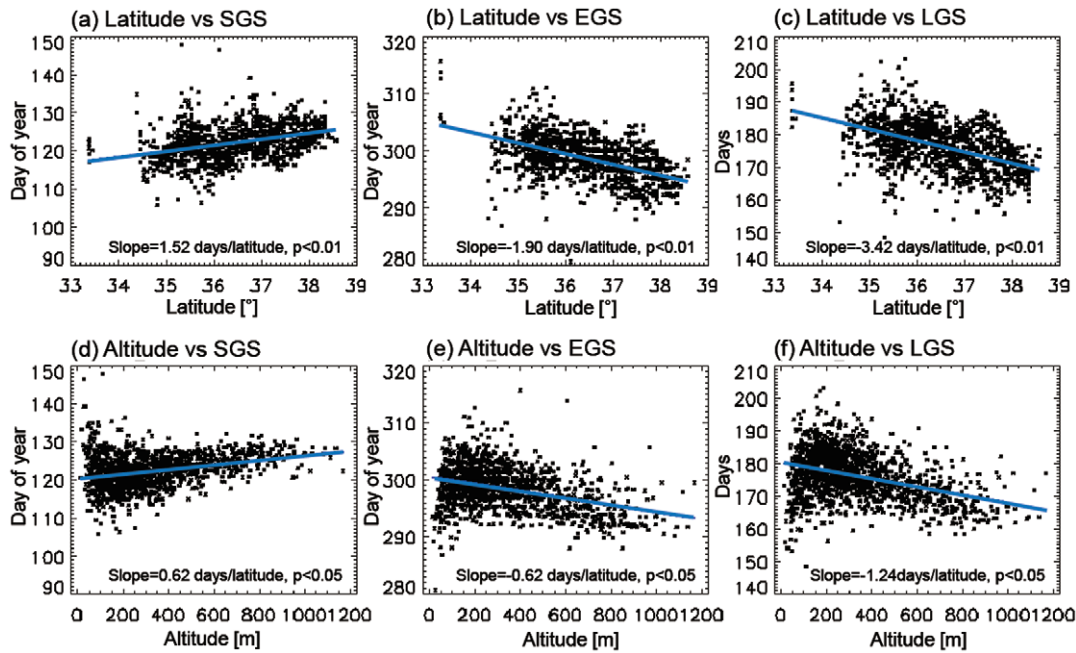 (a) Latitude vs SGS
150
140
130
120
110
100
90
Day of year
Slope=1.52 days/latitude, p<0.01
33 34 35 36 37 38 39
Latitude [°]
(b) Latitude vs EGS
320
310
300
290
280
Day of year
Slope=-1.90 days/latitude, p<0.01
33 34 35 36 37 38 39
Latitude [°]
(c) Latitude vs LGS
210
200
190
180
170
160
150
140
Days
Slope=-3.42 days/latitude, p<0.01
33 34 35 36 37 38 39
Latitude [°]
(d) Altitude vs SGS
150
140
130
120
110
100
90
Day of year
Slope=0.62 days/latitude, p<0.05
0 200 400 600 800 1000 1200
Altitude [m]
(e) Altitude vs EGS
320
310
300
290
280
Day of year
Slope=-0.62 days/latitude, p<0.05
0 200 400 600 800 1000 1200
Altitude [m]
(f) Altitude vs LGS
210
200
190
180
170
160
150
140
Days
Slope=-1.24days/latitude, p<0.05
0 200 400 600 800 1000 1200
Altitude [m]